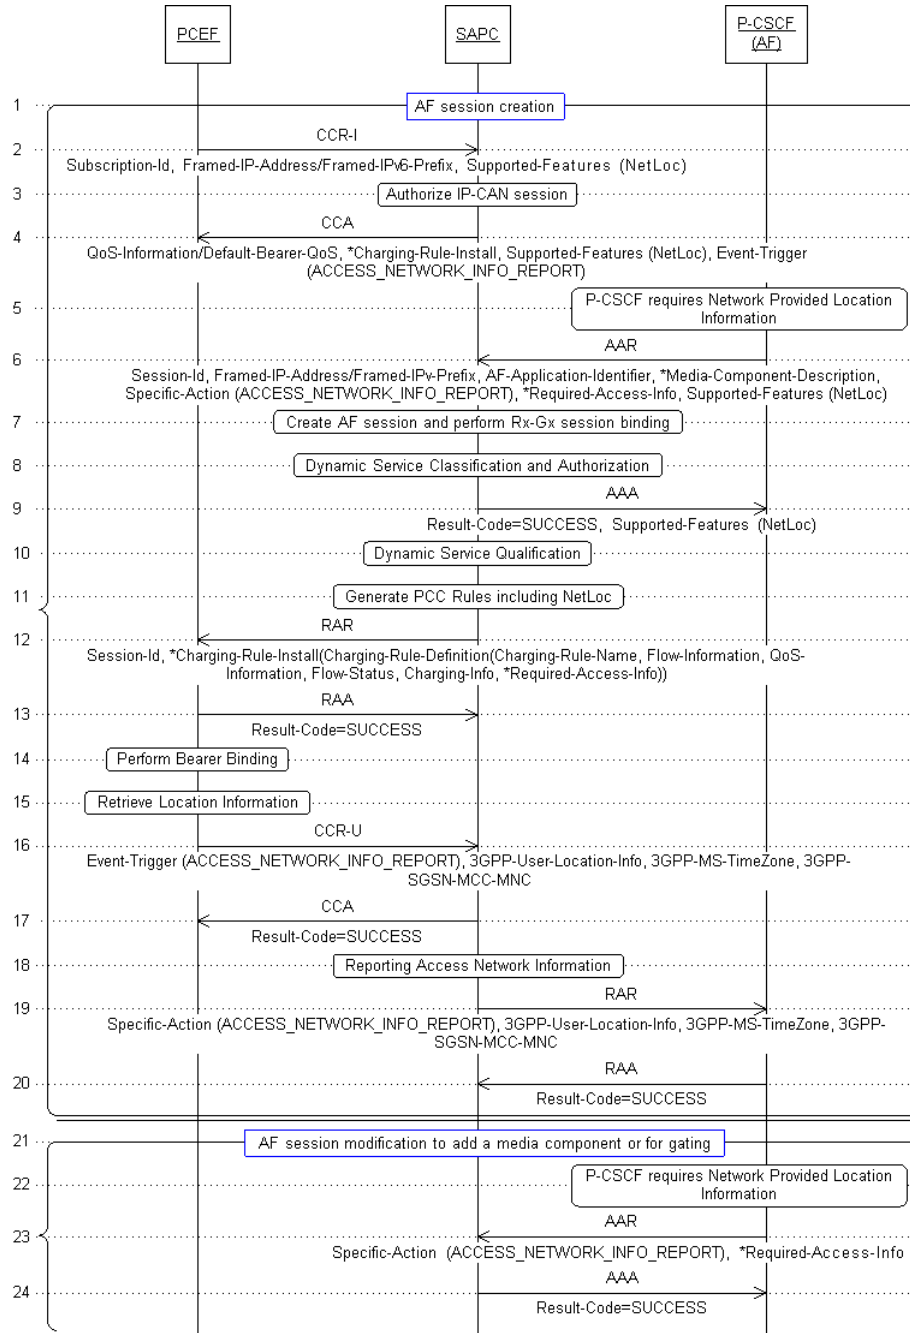 PCEF
SAPC
P-CSCF
(AF)
1
AF session creation
CCR-I
2
Subscription-Id, Framed-IP-Address/Framed-IPv6-Prefix, Supported-Features (NetLoc)
3
Authorize IP-CAN session
CCA
4
QoS-Information/Default-Bearer-QoS, *Charging-Rule-Install, Supported-Features (NetLoc), Event-Trigger
(ACCESS_NETWORK_INFO_REPORT)
5
P-CSCF requires Network Provided Location
Information
AAR
6
Session-Id, Framed-IP-Address/Framed-IPv-Prefix, AF-Application-Identifier, *Media-Component-Description,
Specific-Action (ACCESS_NETWORK_INFO_REPORT), *Required-Access-Info, Supported-Features (NetLoc)
7
Create AF session and perform Rx-Gx session binding
8
Dynamic Service Classification and Authorization
AAA
9
Result-Code=SUCCESS, Supported-Features (NetLoc)
10
Dynamic Service Qualification
11
Generate PCC Rules including NetLoc
RAR
12
Session-Id, *Charging-Rule-Install(Charging-Rule-Definition(Charging-Rule-Name, Flow-Information, QoS-
Information, Flow-Status, Charging-Info, *Required-Access-Info))
RAA
13
Result-Code=SUCCESS
14
Perform Bearer Binding
15
Retrieve Location Information
CCR-U
16
Event-Trigger (ACCESS_NETWORK_INFO_REPORT), 3GPP-User-Location-Info, 3GPP-MS-TimeZone, 3GPP-
SGSN-MCC-MNC
CCA
17
Result-Code=SUCCESS
18
Reporting Access Network Information
RAR
19
Specific-Action (ACCESS_NETWORK_INFO_REPORT), 3GPP-User-Location-Info, 3GPP-MS-TimeZone, 3GPP-
SGSN-MCC-MNC
RAA
20
Result-Code=SUCCESS
21
AF session modification to add a media component or for gating
22
P-CSCF requires Network Provided Location
Information
AAR
23
Specific-Action (ACCESS_NETWORK_INFO_REPORT), *Required-Access-Info
AAA
24
Result-Code=SUCCESS